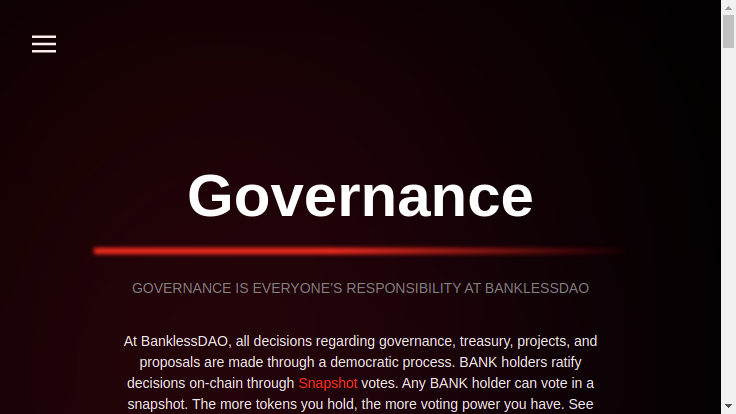 Governance
GOVERNANCE IS EVERYONE'S RESPONSIBILITY AT BANKLESSDAO
At BanklessDAO, all decisions regarding governance, treasury, projects, and
proposals are made through a democratic process. BANK holders ratify
decisions on-chain through Snapshot votes. Any BANK holder can vote in a
snapshot. The more tokens you hold, the more voting power you have. See